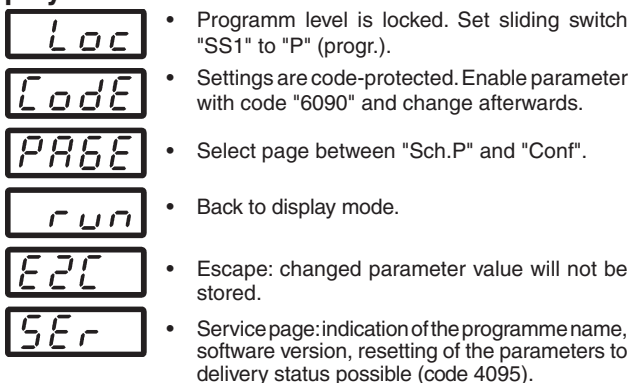 Loc
• Programm level is locked. Set sliding switch
"SS1" to "P" (progr.).
CodE
• Settings are code-protected. Enable parameter
with code "6090" and change afterwards.
PAGE
• Select page between "Sch.P" and "Conf".
run
• Back to display mode.
ESC
• Escape: changed parameter value will not be
stored.
SEr
• Service page: indication of the programme name,
software version, resetting of the parameters to
delivery status possible (code 4095).